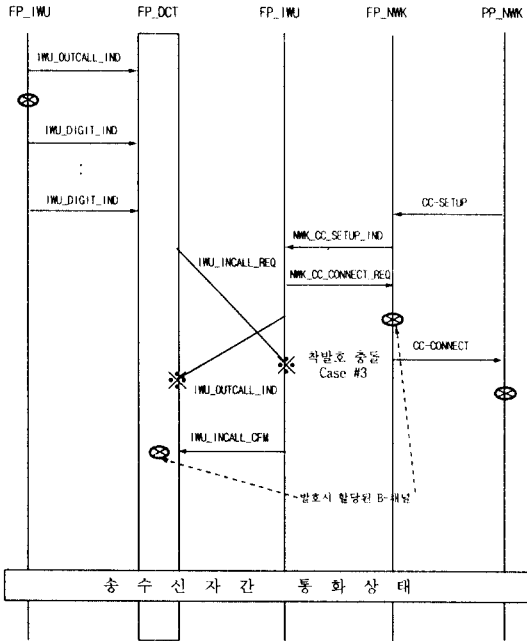 FP_IWU FP_DCT FP_IWU FP_NWK PP_NWK
IWU_OUTCALL_IND
IWU_DIGIT_IND
:
IWU_DIGIT_IND
CC-SETUP
NWK_CC_SETUP_IND
IWU_INCALL_REQ
NWK_CC_CONNECT_REQ
착발호 충돌
Case #3
CC-CONNECT
IWU_OUTCALL_IND
IWU_INCALL_CFM
발호시 할당된 B-채널
송 수 신 자 간 통 화 상 태